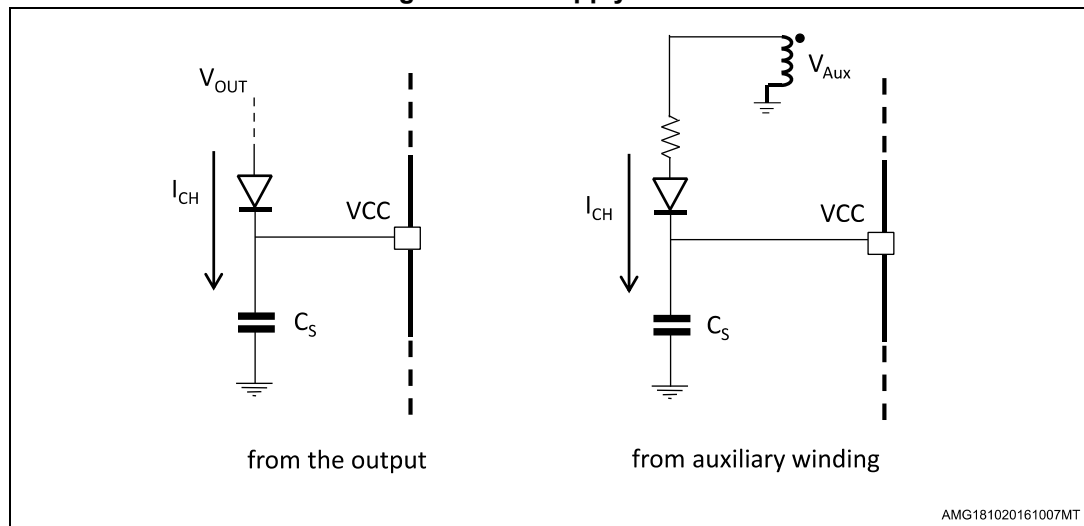 V_OUT
I_CH
VCC
C_S
from the output
V_Aux
I_CH
VCC
C_S
from auxiliary winding
AMG181020161007MT